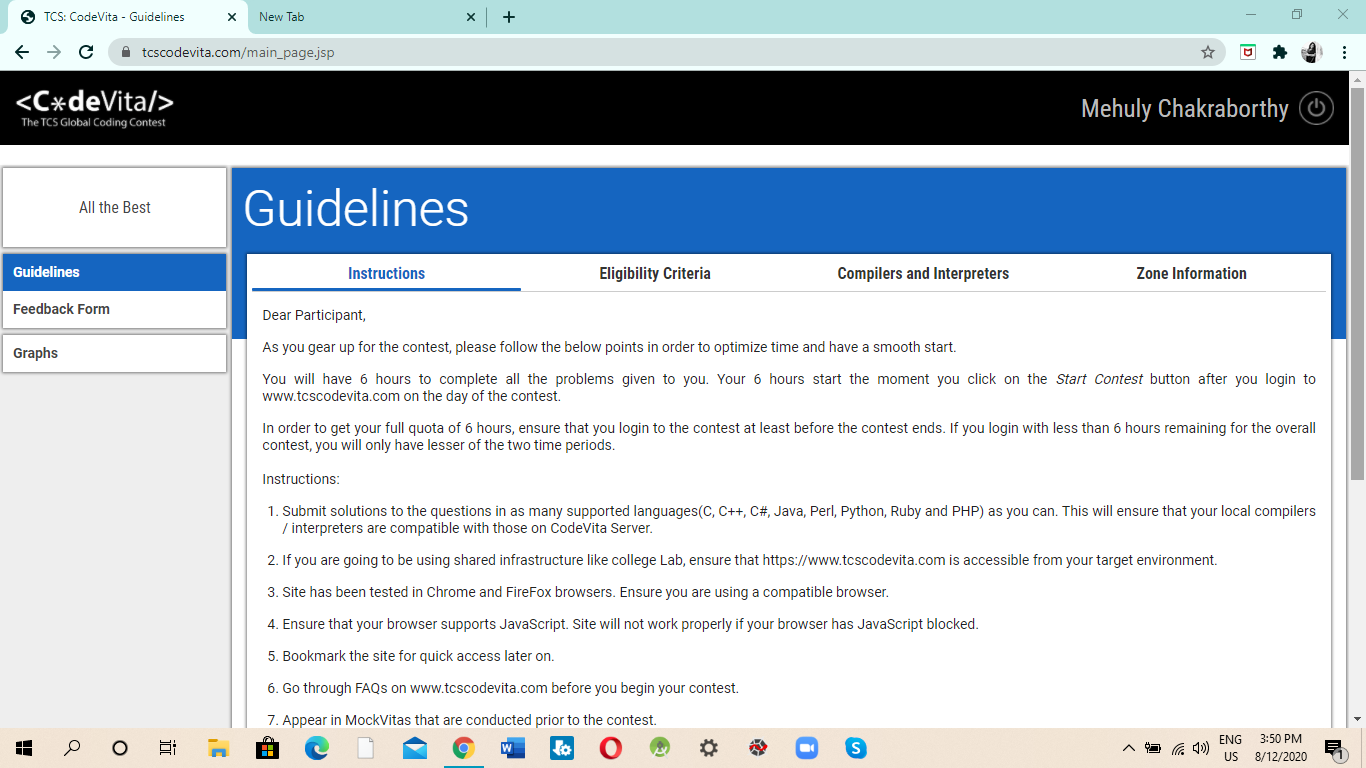 TCS: CodeVita - Guidelines
New Tab
tcscodevita.com/main_page.jsp
<C*deVita/>
The TCS Global Coding Contest
Mehuly Chakraborthy
All the Best
Guidelines
Feedback Form
Graphs
Guidelines
Instructions Eligibility Criteria Compilers and Interpreters Zone Information
Dear Participant,
As you gear up for the contest, please follow the below points in order to optimize time and have a smooth start.
You will have 6 hours to complete all the problems given to you. Your 6 hours start the moment you click on the Start Contest button after you login to
www.tcscodevita.com on the day of the contest.
In order to get your full quota of 6 hours, ensure that you login to the contest at least before the contest ends. If you login with less than 6 hours remaining for the overall
contest, you will only have lesser of the two time periods.
Instructions:
1. Submit solutions to the questions in as many supported languages(C, C++, C#, Java, Perl, Python, Ruby and PHP) as you can. This will ensure that your local compilers
/ interpreters are compatible with those on CodeVita Server.
2. If you are going to be using shared infrastructure like college Lab, ensure that https://www.tcscodevita.com is accessible from your target environment.
3. Site has been tested in Chrome and FireFox browsers. Ensure you are using a compatible browser.
4. Ensure that your browser supports JavaScript. Site will not work properly if your browser has JavaScript blocked.
5. Bookmark the site for quick access later on.
6. Go through FAQs on www.tcscodevita.com before you begin your contest.
7. Appear in MockVitas that are conducted prior to the contest.
ENG
US
3:50 PM
8/12/2020
1